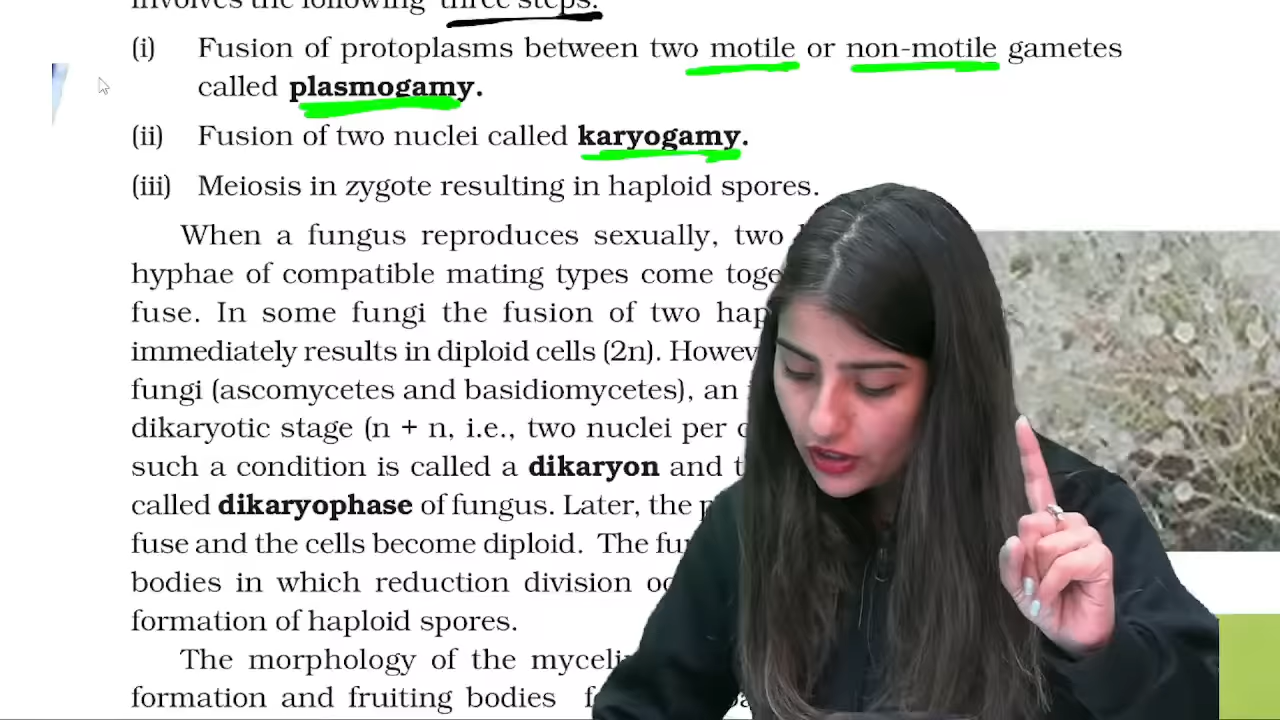 involves the following three steps:
(i) Fusion of protoplasms between two motile or non-motile gametes
called plasmogamy.
(ii) Fusion of two nuclei called karyogamy.
(iii) Meiosis in zygote resulting in haploid spores.
When a fungus reproduces sexually, two
hyphae of compatible mating types come toge
fuse. In some fungi the fusion of two hap
immediately results in diploid cells (2n). Howev
fungi (ascomycetes and basidiomycetes), an
dikaryotic stage (n + n, i.e., two nuclei per c
such a condition is called a dikaryon and t
called dikaryophase of fungus. Later, the p
fuse and the cells become diploid. The fu
bodies in which reduction division oc
formation of haploid spores.
The morphology of the myceli
formation and fruiting bodies f